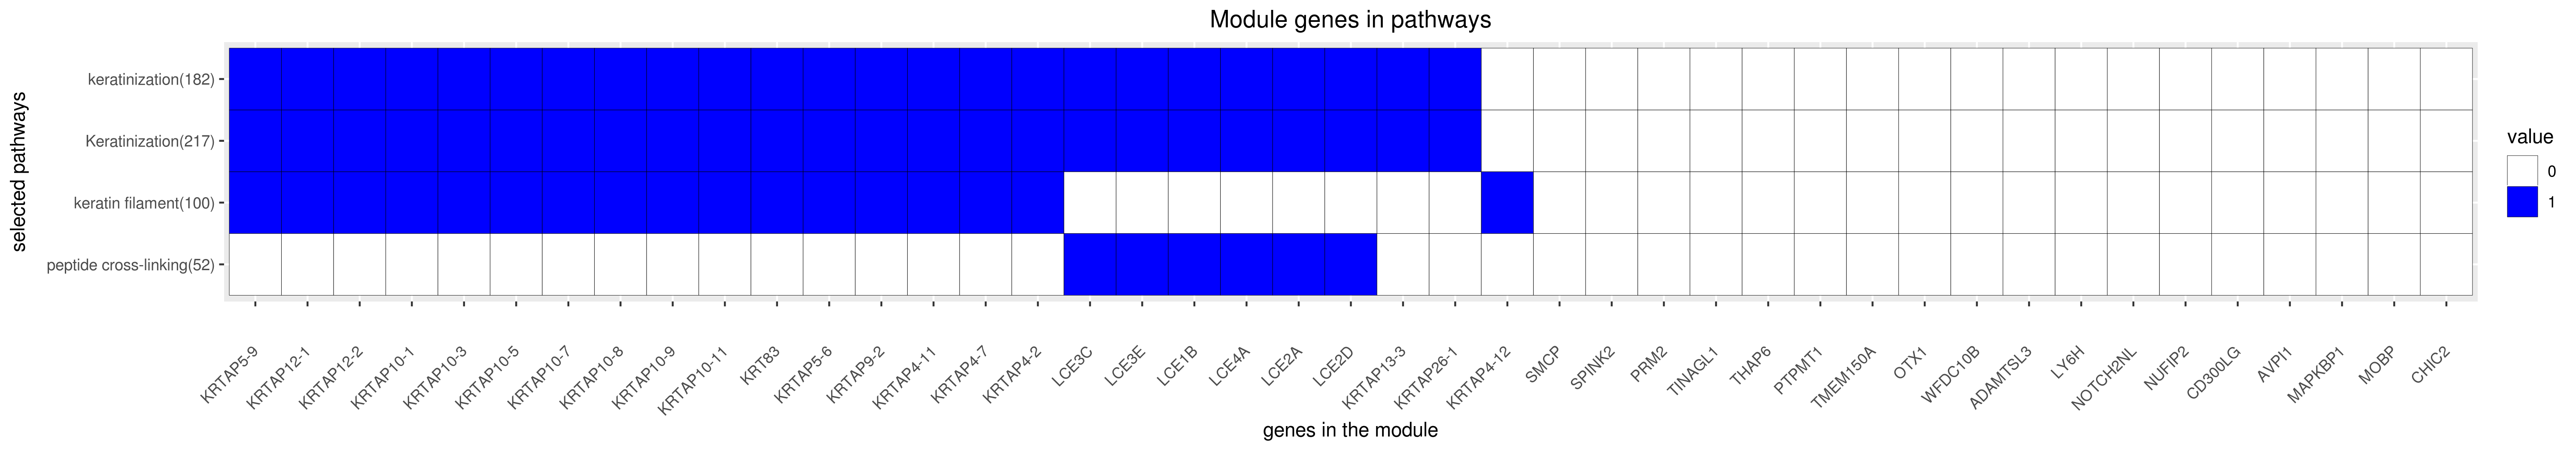 Module genes in pathways
selected pathways
keratinization(182)
Keratinization(217)
keratin filament(100)
peptide cross-linking(52)
KRTAP5-9
KRTAP12-1
KRTAP12-2
KRTAP10-1
KRTAP10-3
KRTAP10-5
KRTAP10-7
KRTAP10-8
KRTAP10-9
KRTAP10-11
KRT83
KRTAP5-6
KRTAP9-2
KRTAP4-11
KRTAP4-7
KRTAP4-2
LCE3C
LCE3E
LCE1B
LCE4A
LCE2A
LCE2D
KRTAP13-3
KRTAP26-1
KRTAP4-12
SMCP
SPINK2
PRM2
TINAGL1
THAP6
PTPMT1
TMEM150A
OTX1
WFDC10B
ADAMTSL3
LY6H
NOTCH2NL
NUFIP2
CD300LG
AVPI1
MAPKBP1
MOBP
CHIC2
genes in the module
value
0
1